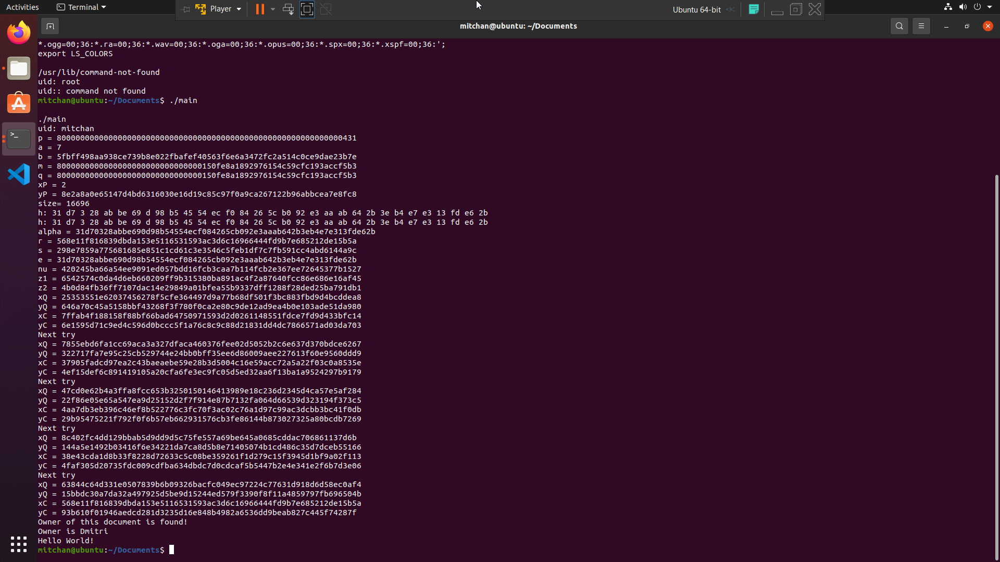 Activities Terminal Player Ubuntu 64-bit
mitchan@ubuntu: ~/Documents
*.ogg=00;36:*.ra=00;36:*.wav=00;36:*.oga=00;36:*.opus=00;36:*.spx=00;36:*.xspf=00;36:';
export LS_COLORS
/usr/lib/command-not-found
uid: root
uid:: command not found
mitchan@ubuntu:~/Documents$ ./main
./main
uid: mitchan
p = 8000000000000000000000000000000000000000000000000000000000000431
a = 7
b = 5fbff498aa938ce739b8e022fbafef40563f6e6a3472fc2a514c0ce9dae23b7e
m = 8000000000000000000000000000000150fe8a1892976154c59cfc193accf5b3
q = 8000000000000000000000000000000150fe8a1892976154c59cfc193accf5b3
xP = 2
yP = 8e2a8a0e65147d4bd6316030e16d19c85c97f0a9ca267122b96abbcea7e8fc8
size= 16696
h: 31 d7 3 28 ab be 69 d 98 b5 45 54 ec f0 84 26 5c b0 92 e3 aa ab 64 2b 3e b4 e7 e3 13 fd e6 2b
h: 31 d7 3 28 ab be 69 d 98 b5 45 54 ec f0 84 26 5c b0 92 e3 aa ab 64 2b 3e b4 e7 e3 13 fd e6 2b
alpha = 31d70328abbe690d98b54554ecf084265cb092e3aaab642b3eb4e7e313fde62b
r = 568e11f816839dbda153e5116531593ac3d6c16966444fd9b7e685212de15b5a
s = 298e7859a775681685e851c1cd61c3e3546c5feb1df7c7fb591cc4abd6144a9c
e = 31d70328abbe690d98b54554ecf084265cb092e3aaab642b3eb4e7e313fde62b
nu = 420245ba66a54ee9091ed057bdd16fcb3caa7b114fcb2e367ee72645377b1527
z1 = 6542574c0da4d6eb660209ff9b315380ba891ac4f2a87640fcc86e686e16af45
z2 = 4b0d84fb36ff7107dac14e29849a01bfea55b9337dff1288f28ded25ba791db1
xQ = 25353551e62037456278f5cfe364497d9a77b68df501f3bc883fbd9d4bcddea8
yQ = 646a70c45a5158bbf43268f3f780f0ca2e80c9de12ad9ea4b0e103ade51da980
xC = 7ffab4f188158f88bf66bad64750971593d2d0261148551fdce7fd9d433bfc14
yC = 6e1595d71c9ed4c596d0bccc5f1a76c8c9c88d21831dd4dc7866571ad03da703
Next try
xQ = 7855ebd6fa1cc69aca3a327dfaca460376fee02d5052b2c6e637d370bdce6267
yQ = 322717fa7e95c25cb529744e24bb0bff35ee6d86009aee227613f60e9560ddd9
xC = 37905fadcd97ea2c43baeaebe59e28b3d5004c16e59acc72a5a22f03c0a8535e
yC = 4ef15def6c891419105a20cfa6fe3ec9fc05d5ed32aa6f13ba1a9524297b9179
Next try
xQ = 47cd0e62b4a3ffa8fcc653b3250150146413989e18c236d2345d4ca57e5af284
yQ = 22f86e05e65a547ea9d25152d2f7f914e87b7132fa064d66539d323194f373c5
xC = 4aa7db3eb396c46ef8b522776c3fc70f3ac02c76a1d97c99ac3dcbb3bc41f0db
yC = 29b95475221f792f0f6b57eb662931576cb3fe86144b873027325a80bcdb7269
Next try
xQ = 8c402fc4dd129bbab5d9dd9d5c75fe557a69be645a0685cddac706861137d6b
yQ = 144a5e1492b03416f6e34221da7ca8d5b8e71405074b1cd486c35d7dceb55166
xC = 38e43cda1d8b33f8228d72633c5c08be359261f1d279c15f3945d1bf9a02f113
yC = 4faf305d20735fdc009cdfba634dbdc7d0cdcaf5b5447b2e4e341e2f6b7d3e06
Next try
xQ = 63844c64d331e0507839b6b09326bacfc049ec97224c77631d918d6d58ec0af4
yQ = 15bbdc30a7da32a497925d5be9d15244ed579f3390f8f11a4859797fb696504b
xC = 568e11f816839dbda153e5116531593ac3d6c16966444fd9b7e685212de15b5a
yC = 93b610f01946aedcd281d3235d16e848b4982a6536dd9beab827c445f74287f
Owner of this document is found!
Owner is Dmitri
Hello World!
mitchan@ubuntu:~/Documents$